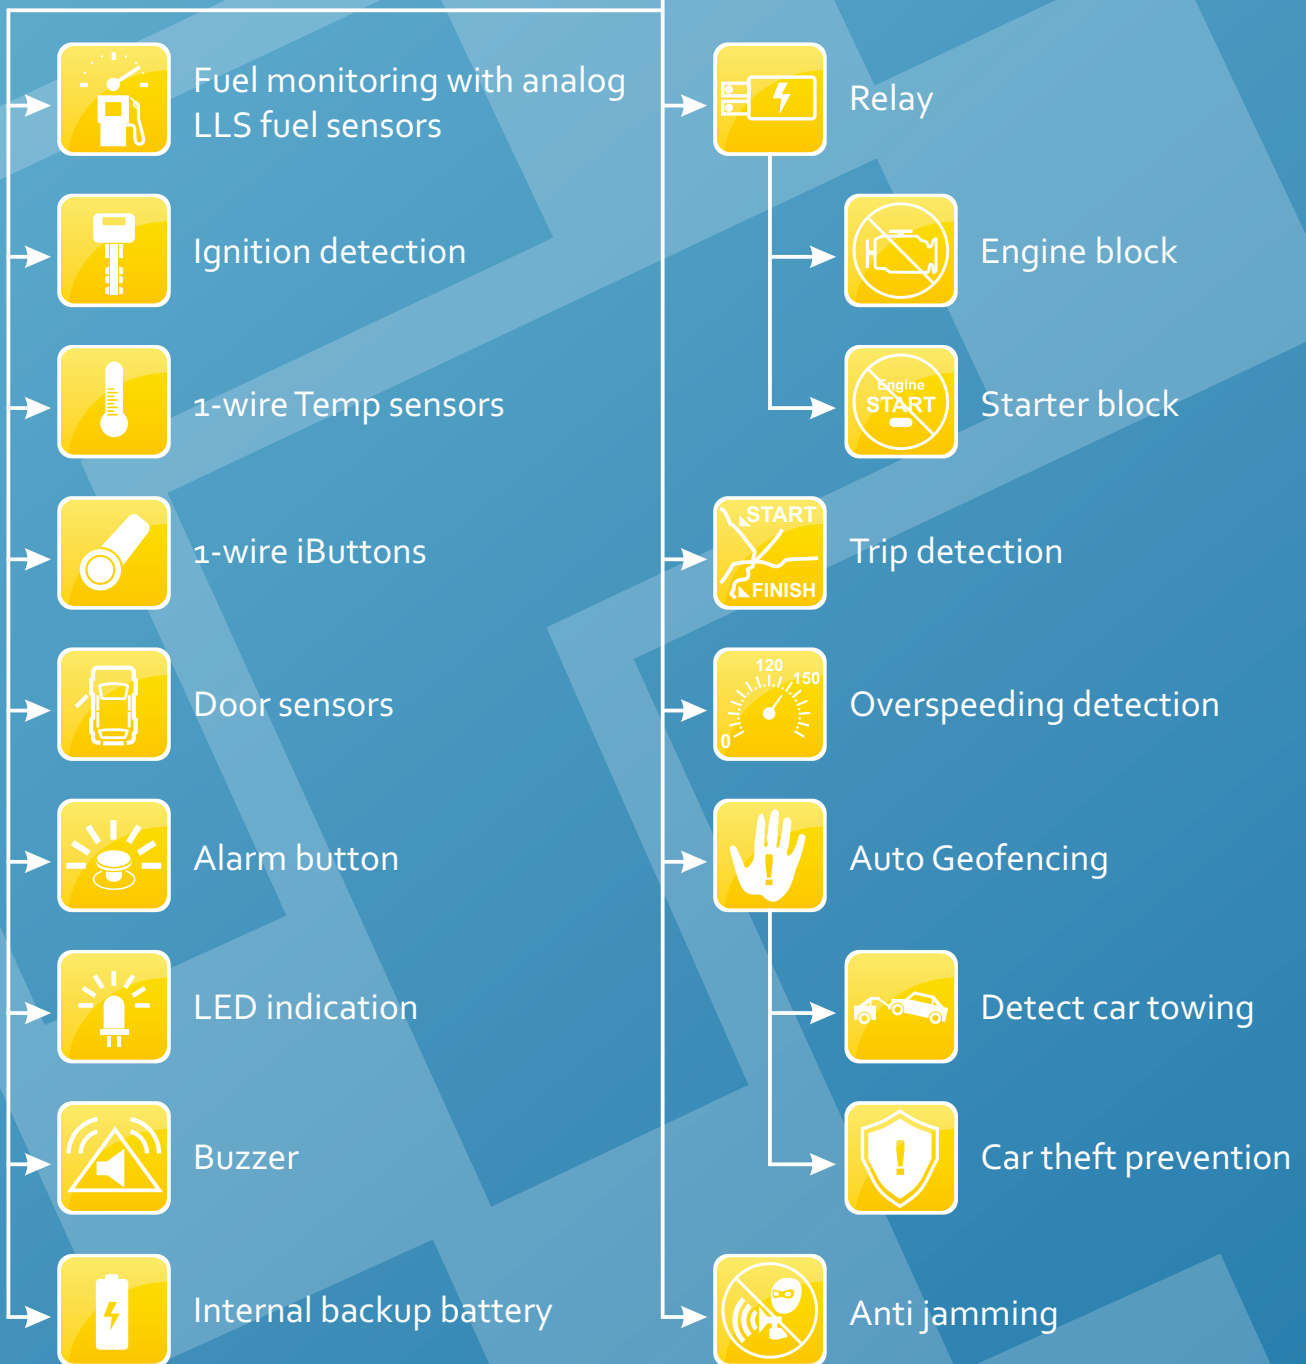 Fuel monitoring with analog
LLS fuel sensors
Ignition detection
1-wire Temp sensors
1-wire iButtons
Door sensors
Alarm button
LED indication
Buzzer
Internal backup battery
Relay
Engine block
Engine
START
Starter block
START
FINISH
Trip detection
120
150
0
Overspeeding detection
!
Auto Geofencing
Detect car towing
!
Car theft prevention
Anti jamming